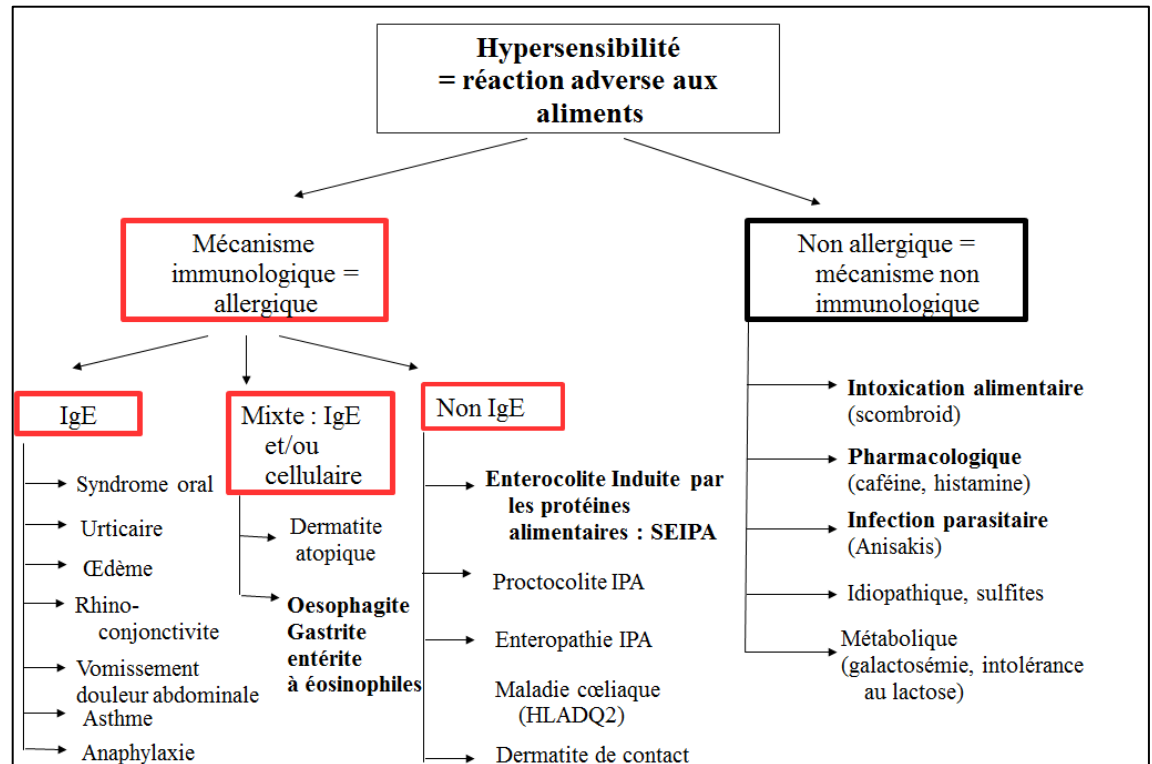 Hypersensibilité
= réaction adverse aux
aliments
Mécanisme
immunologique =
allergique
Non allergique =
mécanisme non
immunologique
IgE
Syndrome oral
Urticaire
Œdème
Rhino-
conjonctivite
Vomissement
douleur abdominale
Asthme
Anaphylaxie
Mixte : IgE
et/ou
cellulaire
Dermatite
atopique
Oesophagite
Gastrite
entérite
à éosinophiles
Non IgE
Enterocolite Induite par
les protéines
alimentaires : SEIPA
Proctocolite IPA
Enteropathie IPA
Maladie cœliaque
(HLADQ2)
Dermatite de contact
Intoxication alimentaire
(scombroid)
Pharmacologique
(caféine, histamine)
Infection parasitaire
(Anisakis)
Idiopathique, sulfites
Métabolique
(galactosémie, intolérance
au lactose)